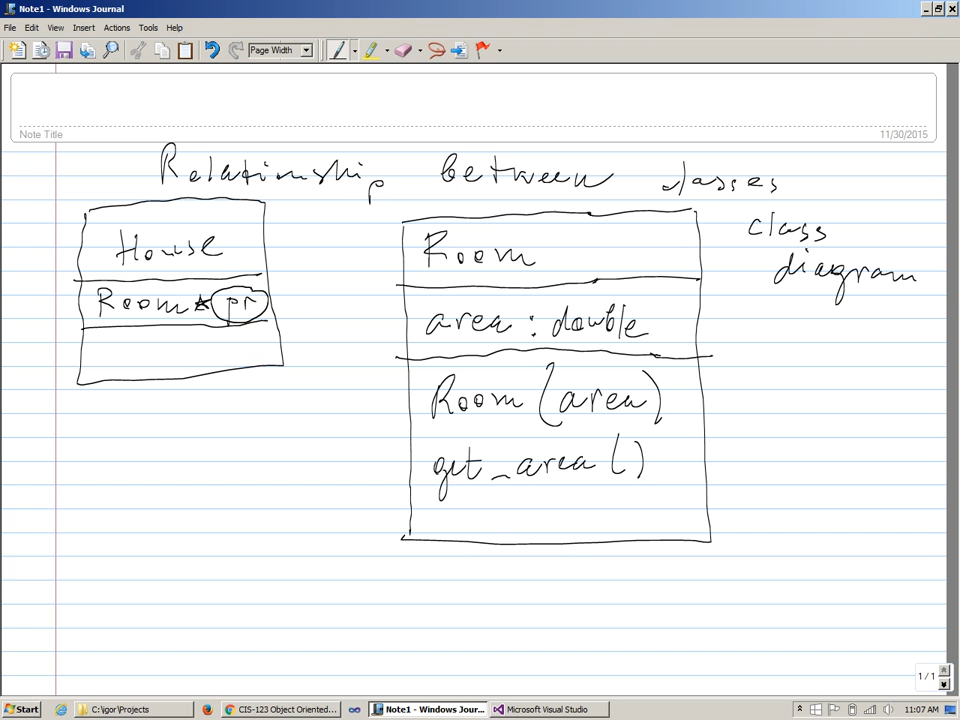 Note1 - Windows Journal
File Edit View Insert Actions Tools Help
Page Width
Note Title
11/30/2015
Relationship between classes
class
diagram
House
Room * pr
Room
area : double
Room (area)
get_area ()
1 / 1
Start C:\igor\Projects CIS-123 Object Oriented... Note1 - Windows Jour... Microsoft Visual Studio 11:07 AM